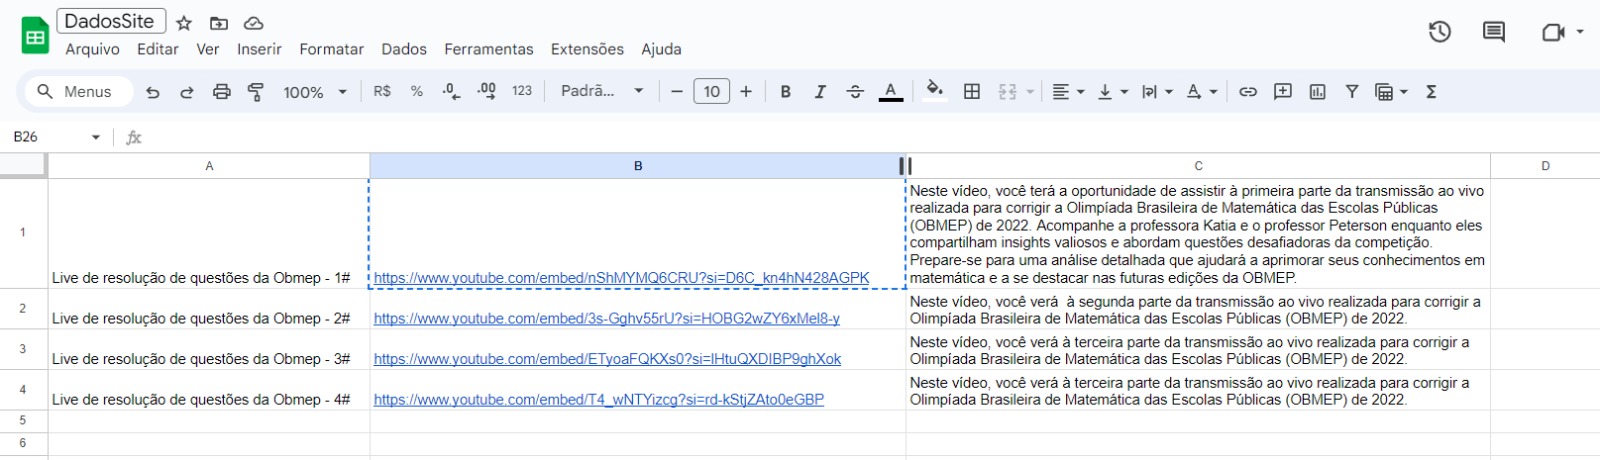 DadosSite
Arquivo Editar Ver Inserir Formatar Dados Ferramentas Extensões Ajuda
Menus 100% R$ % .0 .00 123 Padrã... 10 B I S A Σ
B26 fx
A B C D
1
Live de resolução de questões da Obmep - 1#
https://www.youtube.com/embed/nShMYMQ6CRU?si=D6C_kn4hN428AGPK
Neste vídeo, você terá a oportunidade de assistir à primeira parte da transmissão ao vivo
realizada para corrigir a Olimpíada Brasileira de Matemática das Escolas Públicas
(OBMEP) de 2022. Acompanhe a professora Katia e o professor Peterson enquanto eles
compartilham insights valiosos e abordam questões desafiadoras da competição.
Prepare-se para uma análise detalhada que ajudará a aprimorar seus conhecimentos em
matemática e a se destacar nas futuras edições da OBMEP.
2
Live de resolução de questões da Obmep - 2#
https://www.youtube.com/embed/3s-Gghv55rU?si=HOBG2wZY6xMel8-y
Neste vídeo, você verá à segunda parte da transmissão ao vivo realizada para corrigir a
Olimpíada Brasileira de Matemática das Escolas Públicas (OBMEP) de 2022.
3
Live de resolução de questões da Obmep - 3#
https://www.youtube.com/embed/ETyoaFQKXs0?si=lHtuQXDIBP9ghXok
Neste vídeo, você verá à terceira parte da transmissão ao vivo realizada para corrigir a
Olimpíada Brasileira de Matemática das Escolas Públicas (OBMEP) de 2022.
4
Live de resolução de questões da Obmep - 4#
https://www.youtube.com/embed/T4_wNTYizcg?si=rd-kStjZAto0eGBP
Neste vídeo, você verá à terceira parte da transmissão ao vivo realizada para corrigir a
Olimpíada Brasileira de Matemática das Escolas Públicas (OBMEP) de 2022.
5
6